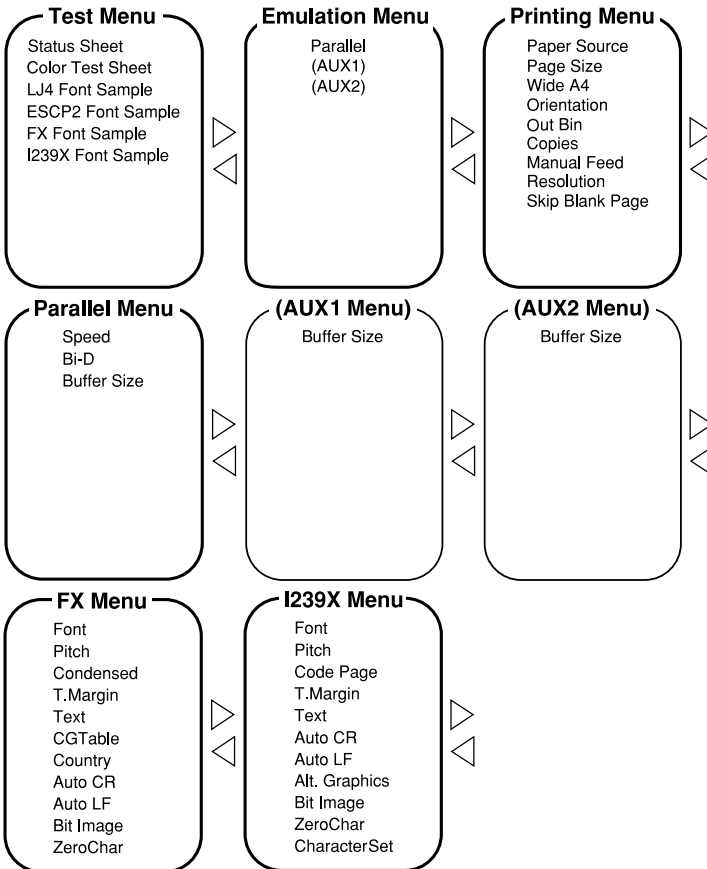 Test Menu
Status Sheet
Color Test Sheet
LJ4 Font Sample
ESCP2 Font Sample
FX Font Sample
I239X Font Sample
Emulation Menu
Parallel
(AUX1)
(AUX2)
Printing Menu
Paper Source
Page Size
Wide A4
Orientation
Out Bin
Copies
Manual Feed
Resolution
Skip Blank Page
Parallel Menu
Speed
Bi-D
Buffer Size
(AUX1 Menu)
Buffer Size
(AUX2 Menu)
Buffer Size
FX Menu
Font
Pitch
Condensed
T.Margin
Text
CGTable
Country
Auto CR
Auto LF
Bit Image
ZeroChar
I239X Menu
Font
Pitch
Code Page
T.Margin
Text
Auto CR
Auto LF
Alt. Graphics
Bit Image
ZeroChar
CharacterSet